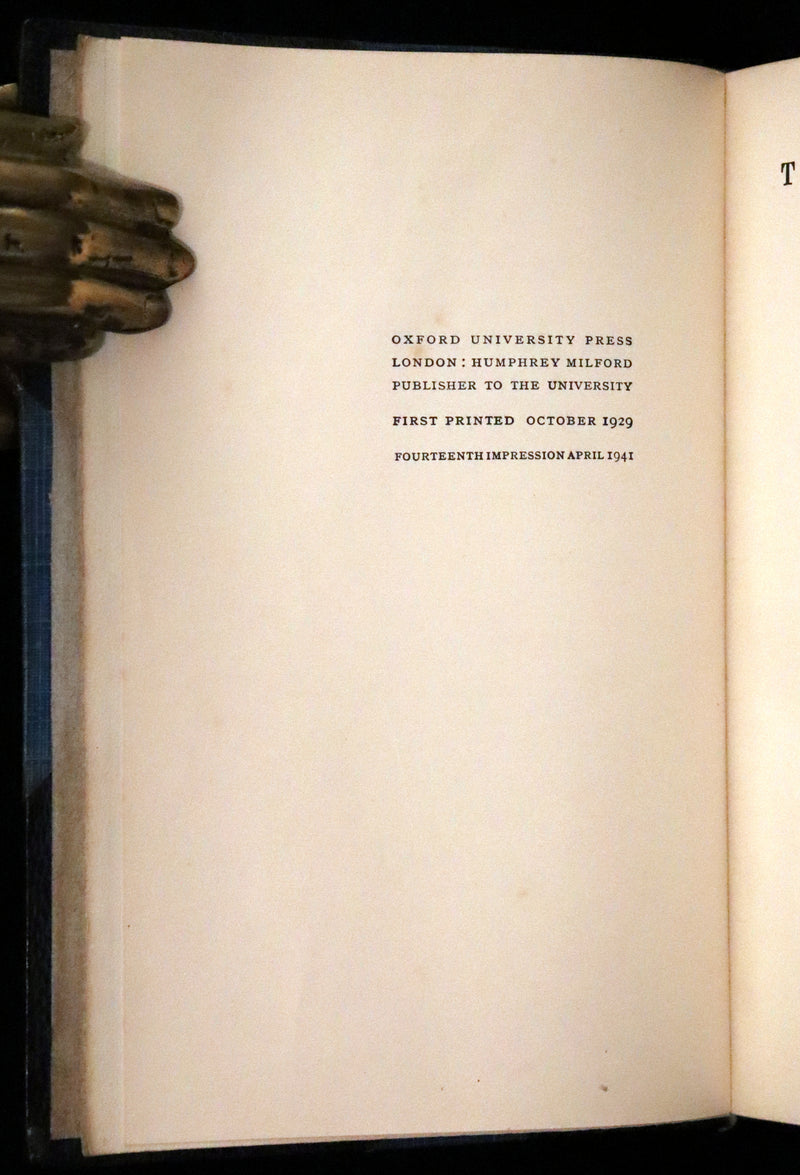 OXFORD UNIVERSITY PRESS
LONDON : HUMPHREY MILFORD
PUBLISHER TO THE UNIVERSITY
FIRST PRINTED OCTOBER 1929
FOURTEENTH IMPRESSION APRIL 1941
T